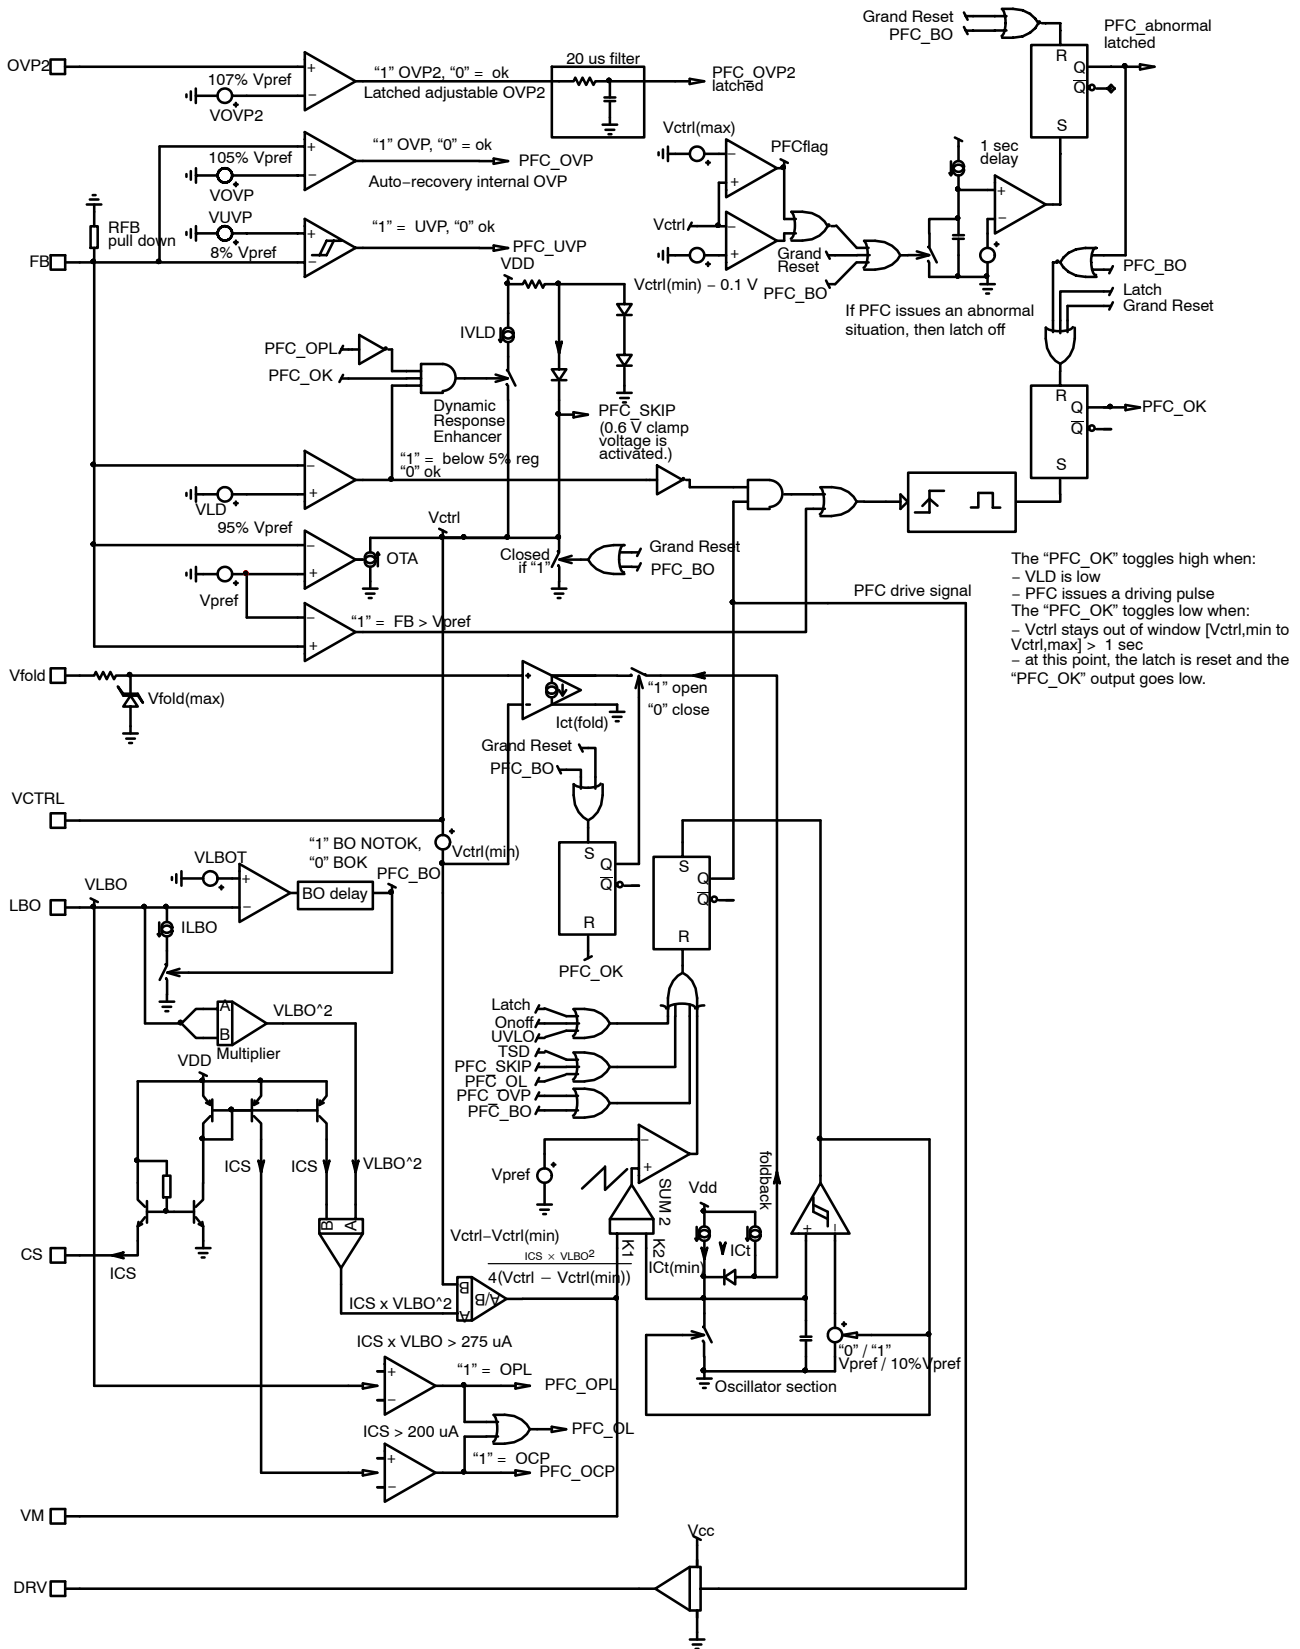 Grand Reset
PFC_BO
PFC_abnormal
latched
R
Q
Q
S
OVP2
107% Vpref
VOVP2
+
−
“1” OVP2, “0” = ok
Latched adjustable OVP2
20 us filter
PFC_OVP2
latched
105% Vpref
VOVP
+
−
“1” OVP, “0” = ok
PFC_OVP
Auto−recovery internal OVP
Vctrl(max)
PFCflag
−
+
Vctrl
−
+
Vctrl(min) − 0.1 V
Grand
Reset
PFC_BO
1 sec
delay
+
−
If PFC issues an abnormal
situation, then latch off
PFC_BO
Latch
Grand Reset
RFB
pull down
FB
VUVP
8% Vpref
+
−
“1” = UVP, “0” ok
PFC_UVP
VDD
IVLD
PFC_OPL
PFC_OK
Dynamic
Response
Enhancer
PFC_SKIP
(0.6 V clamp
voltage is
activated.)
R
Q
Q
S
PFC_OK
“1” = below 5% reg
“0” ok
−
+
VLD
95% Vpref
Vctrl
−
+
OTA
Vpref
Closed
if “1”
Grand Reset
PFC_BO
−
+
“1” = FB > Vpref
PFC drive signal
The “PFC_OK” toggles high when:
− VLD is low
− PFC issues a driving pulse
The “PFC_OK” toggles low when:
− Vctrl stays out of window [Vctrl,min to
Vctrl,max] > 1 sec
− at this point, the latch is reset and the
“PFC_OK” output goes low.
Vfold
Vfold(max)
+
−
Ict(fold)
“1” open
“0” close
Grand Reset
PFC_BO
VCTRL
Vctrl(min)
S
Q
Q
R
PFC_OK
S
Q
Q
R
“1” BO NOTOK,
“0” BOK
VLBOT
+
−
BO delay
PFC_BO
VLBO
LBO
ILBO
A
B
VLBO^2
Multiplier
Latch
Onoff
UVLO
TSD
PFC_SKIP
PFC_OL
PFC_OVP
PFC_BO
VDD
ICS
ICS
VLBO^2
B
A
CS
ICS
Vpref
−
+
SUM 2
K1
K2
foldback
Vdd
ICt
ICt(min)
+
−
Vctrl−Vctrl(min)
ICS × VLBO²
4(Vctrl − Vctrl(min))
B
A
A/B
ICS x VLBO^2
“0” / “1”
Vpref / 10%Vpref
Oscillator section
ICS x VLBO > 275 uA
+
−
“1” = OPL
PFC_OPL
ICS > 200 uA
PFC_OL
+
−
“1” = OCP
PFC_OCP
VM
Vcc
DRV